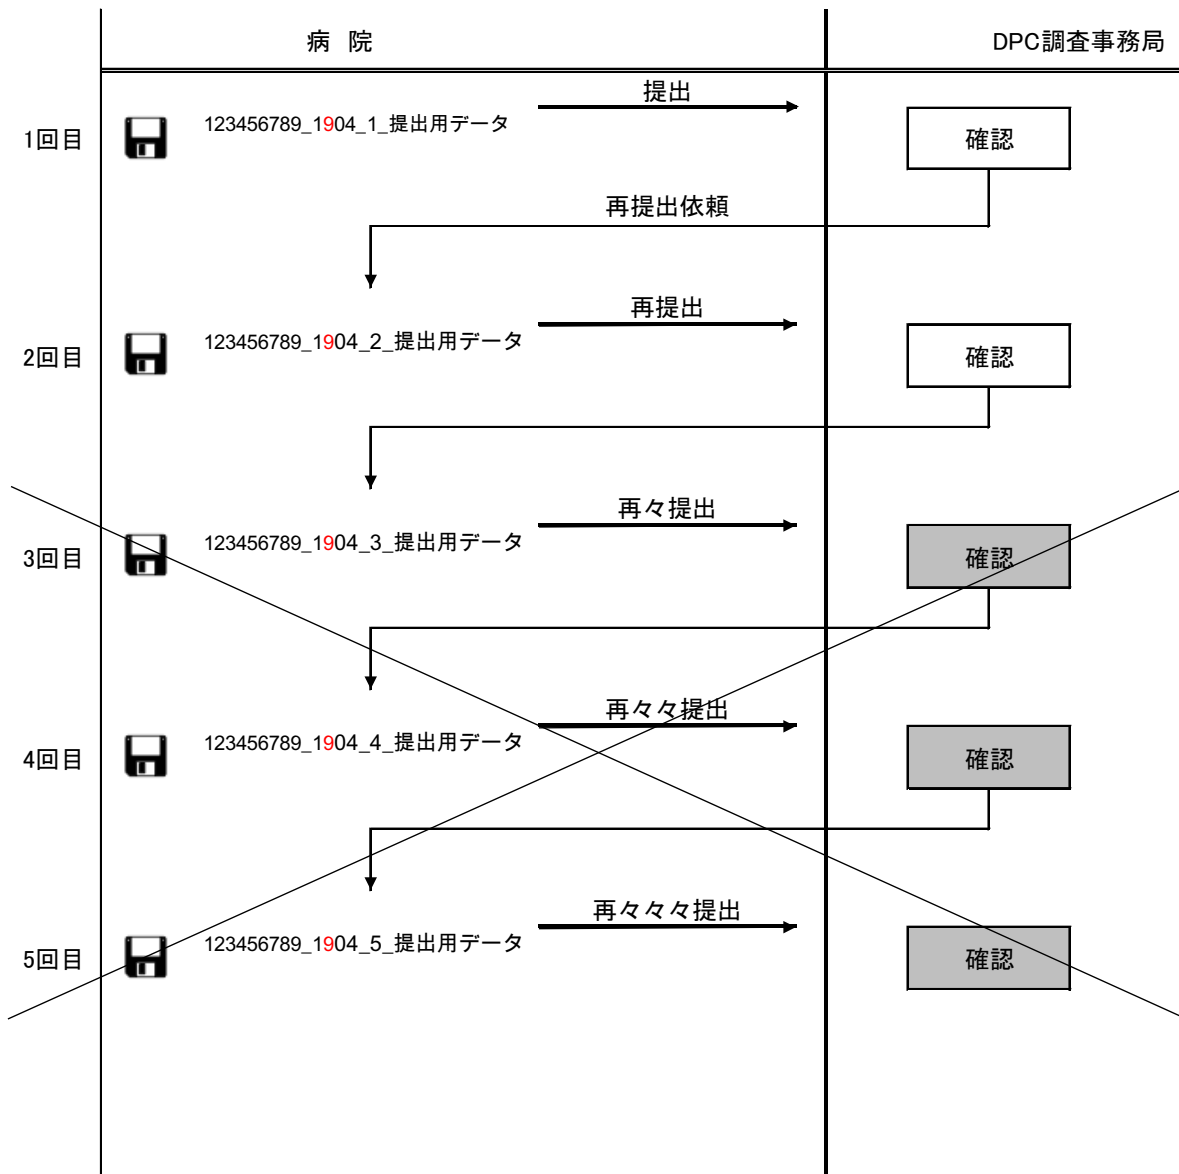 病 院
DPC調査事務局
提出
1回目
123456789_1904_1_提出用データ
確認
再提出依頼
再提出
2回目
123456789_1904_2_提出用データ
確認
再々提出
3回目
123456789_1904_3_提出用データ
確認
再々々提出
4回目
123456789_1904_4_提出用データ
確認
再々々々提出
5回目
123456789_1904_5_提出用データ
確認